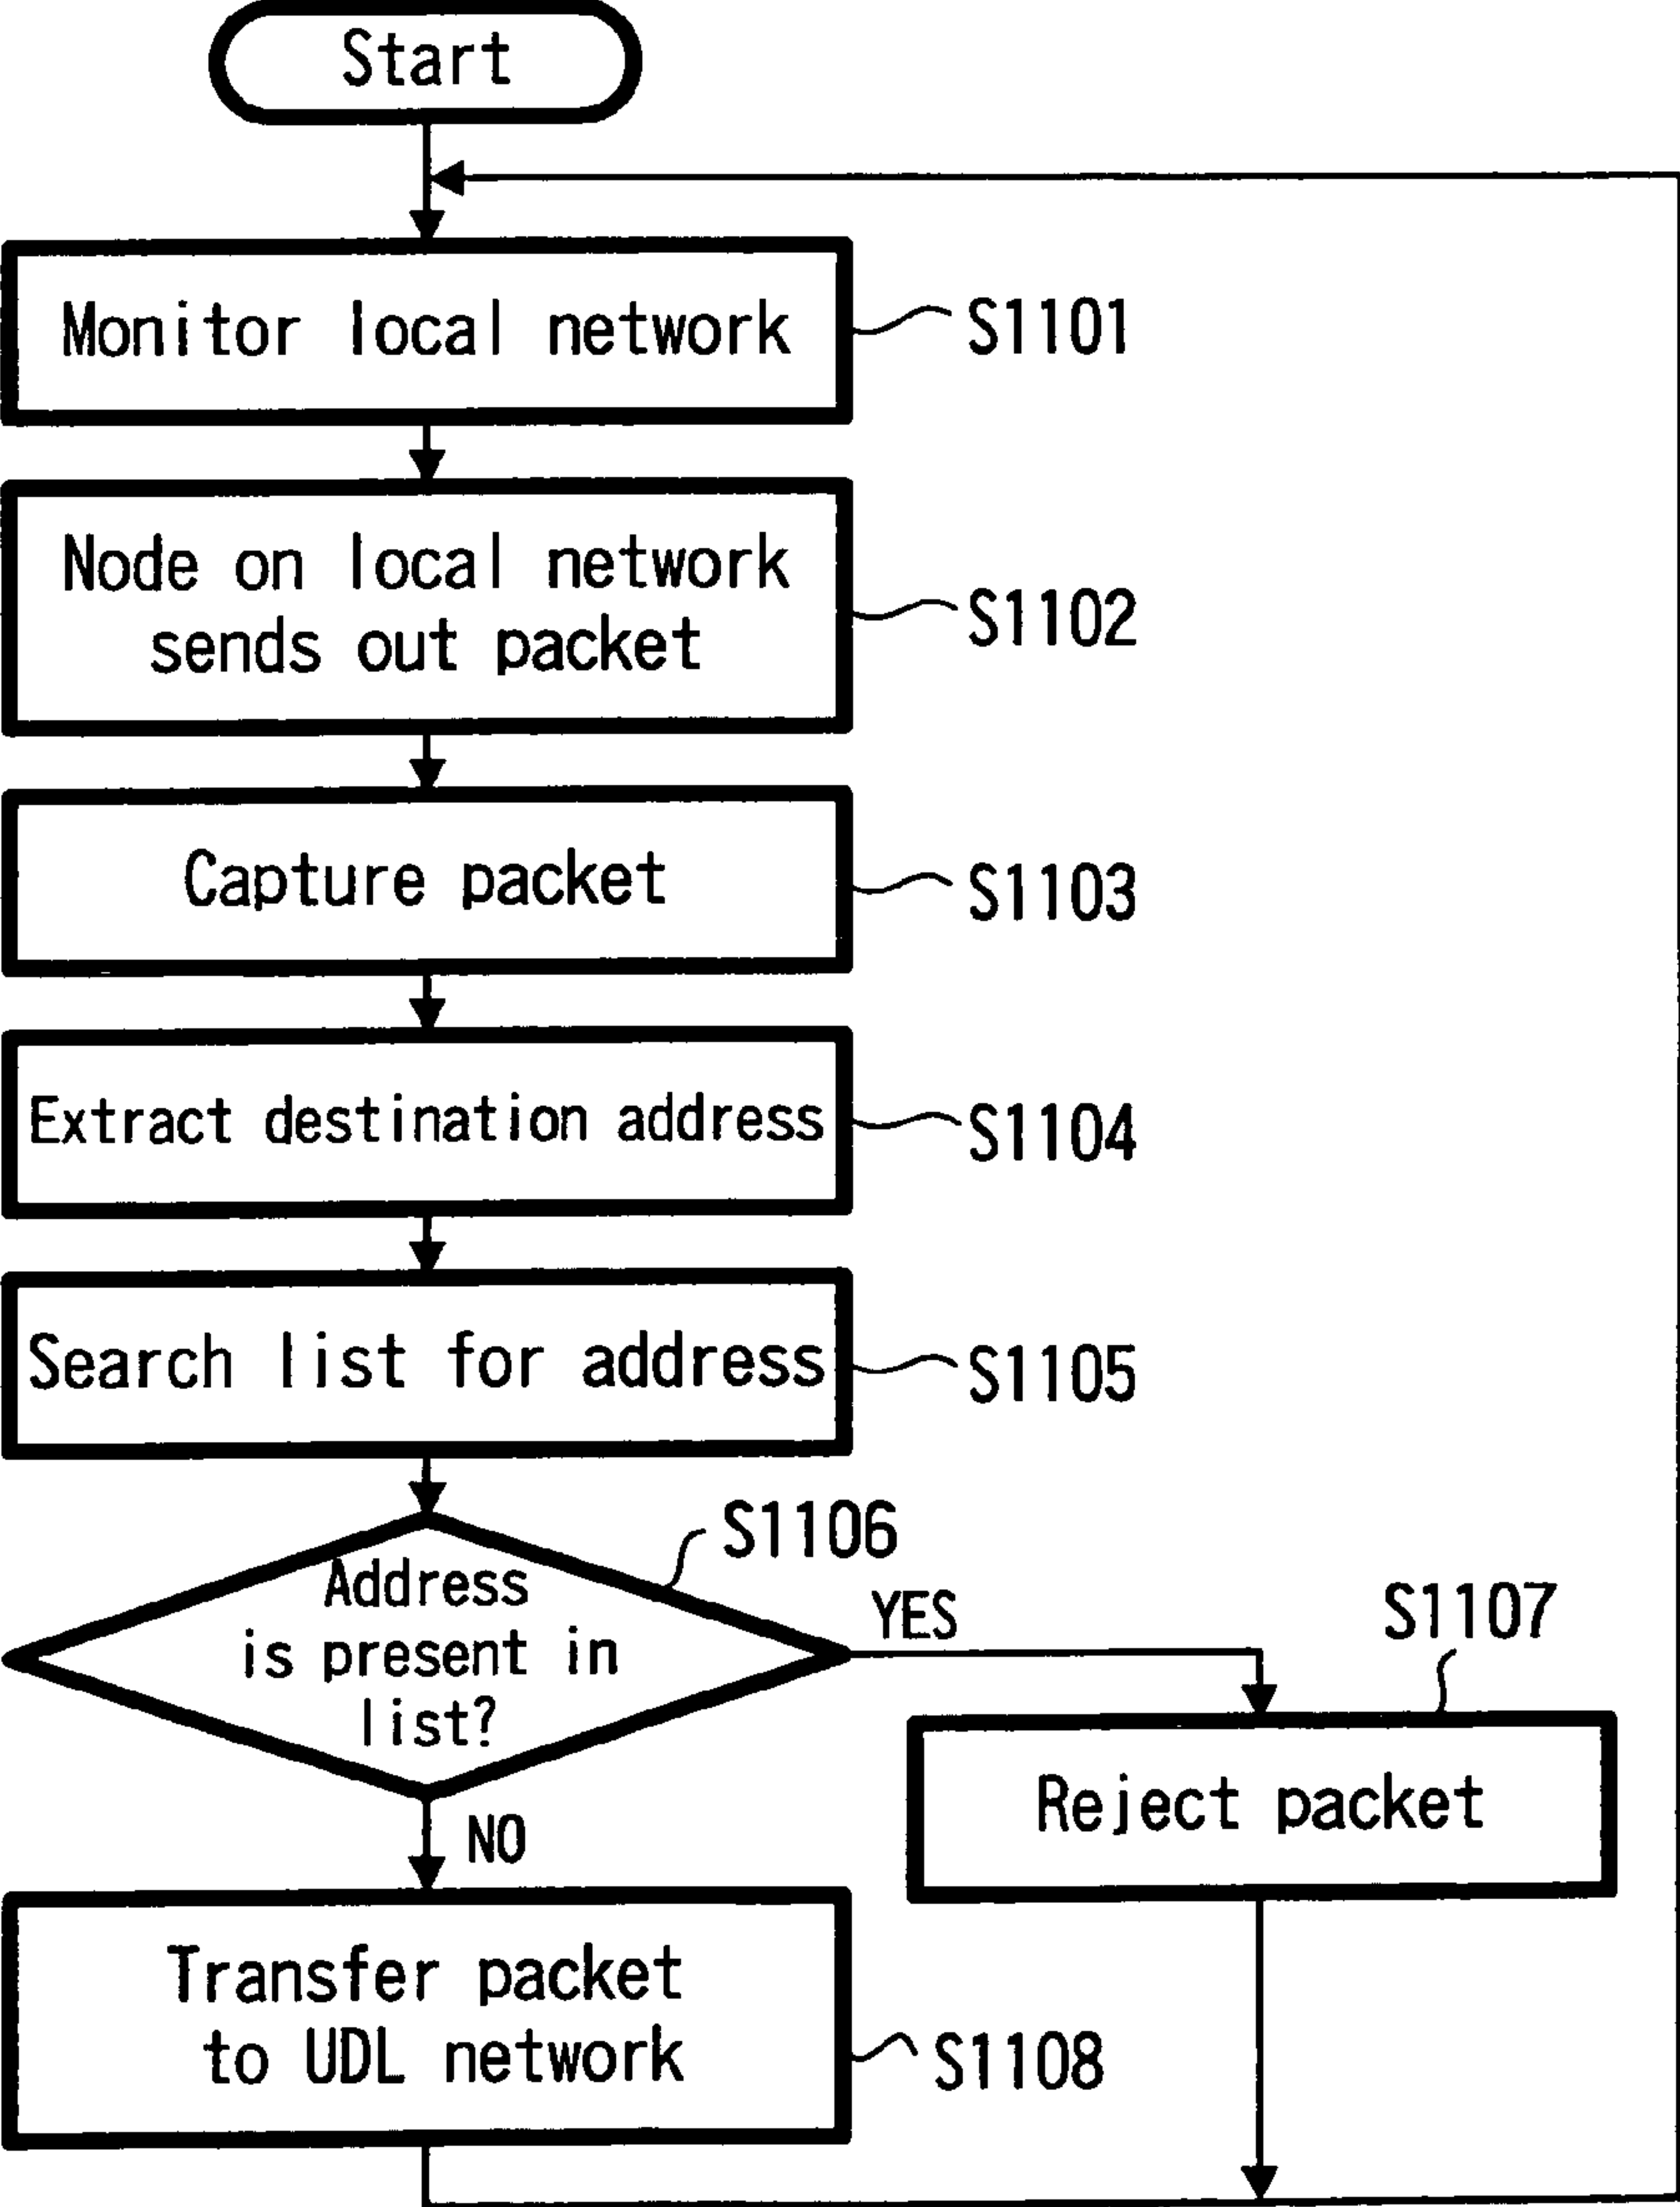 Start
Monitor local network
S1101
Node on local network
sends out packet
S1102
Capture packet
S1103
Extract destination address
S1104
Search list for address
S1105
S1106
Address
is present in
list?
YES
S1107
Reject packet
NO
Transfer packet
to UDL network
S1108